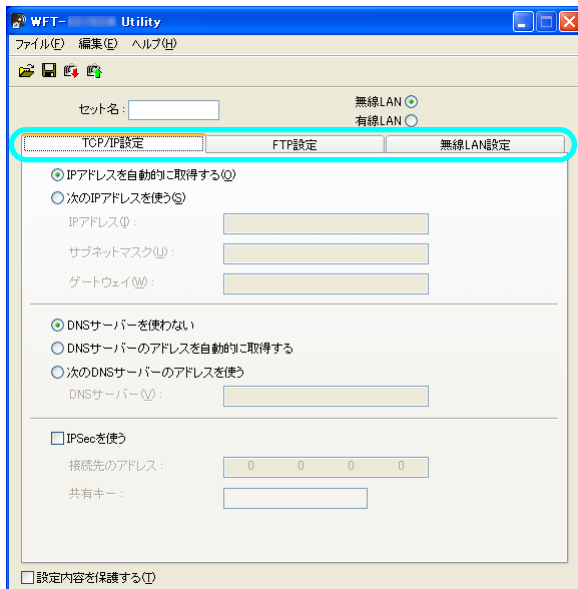 WFT- Utility
ファイル(F) 編集(E) ヘルプ(H)
セット名:
無線LAN
有線LAN
TCP/IP設定 FTP設定 無線LAN設定
IPアドレスを自動的に取得する(O)
次のIPアドレスを使う(S)
IPアドレス(I):
サブネットマスク(U):
ゲートウェイ(W):
DNSサーバーを使わない
DNSサーバーのアドレスを自動的に取得する
次のDNSサーバーのアドレスを使う
DNSサーバー(V):
IPSecを使う
接続先のアドレス: 0 0 0 0
共有キー:
設定内容を保護する(T)